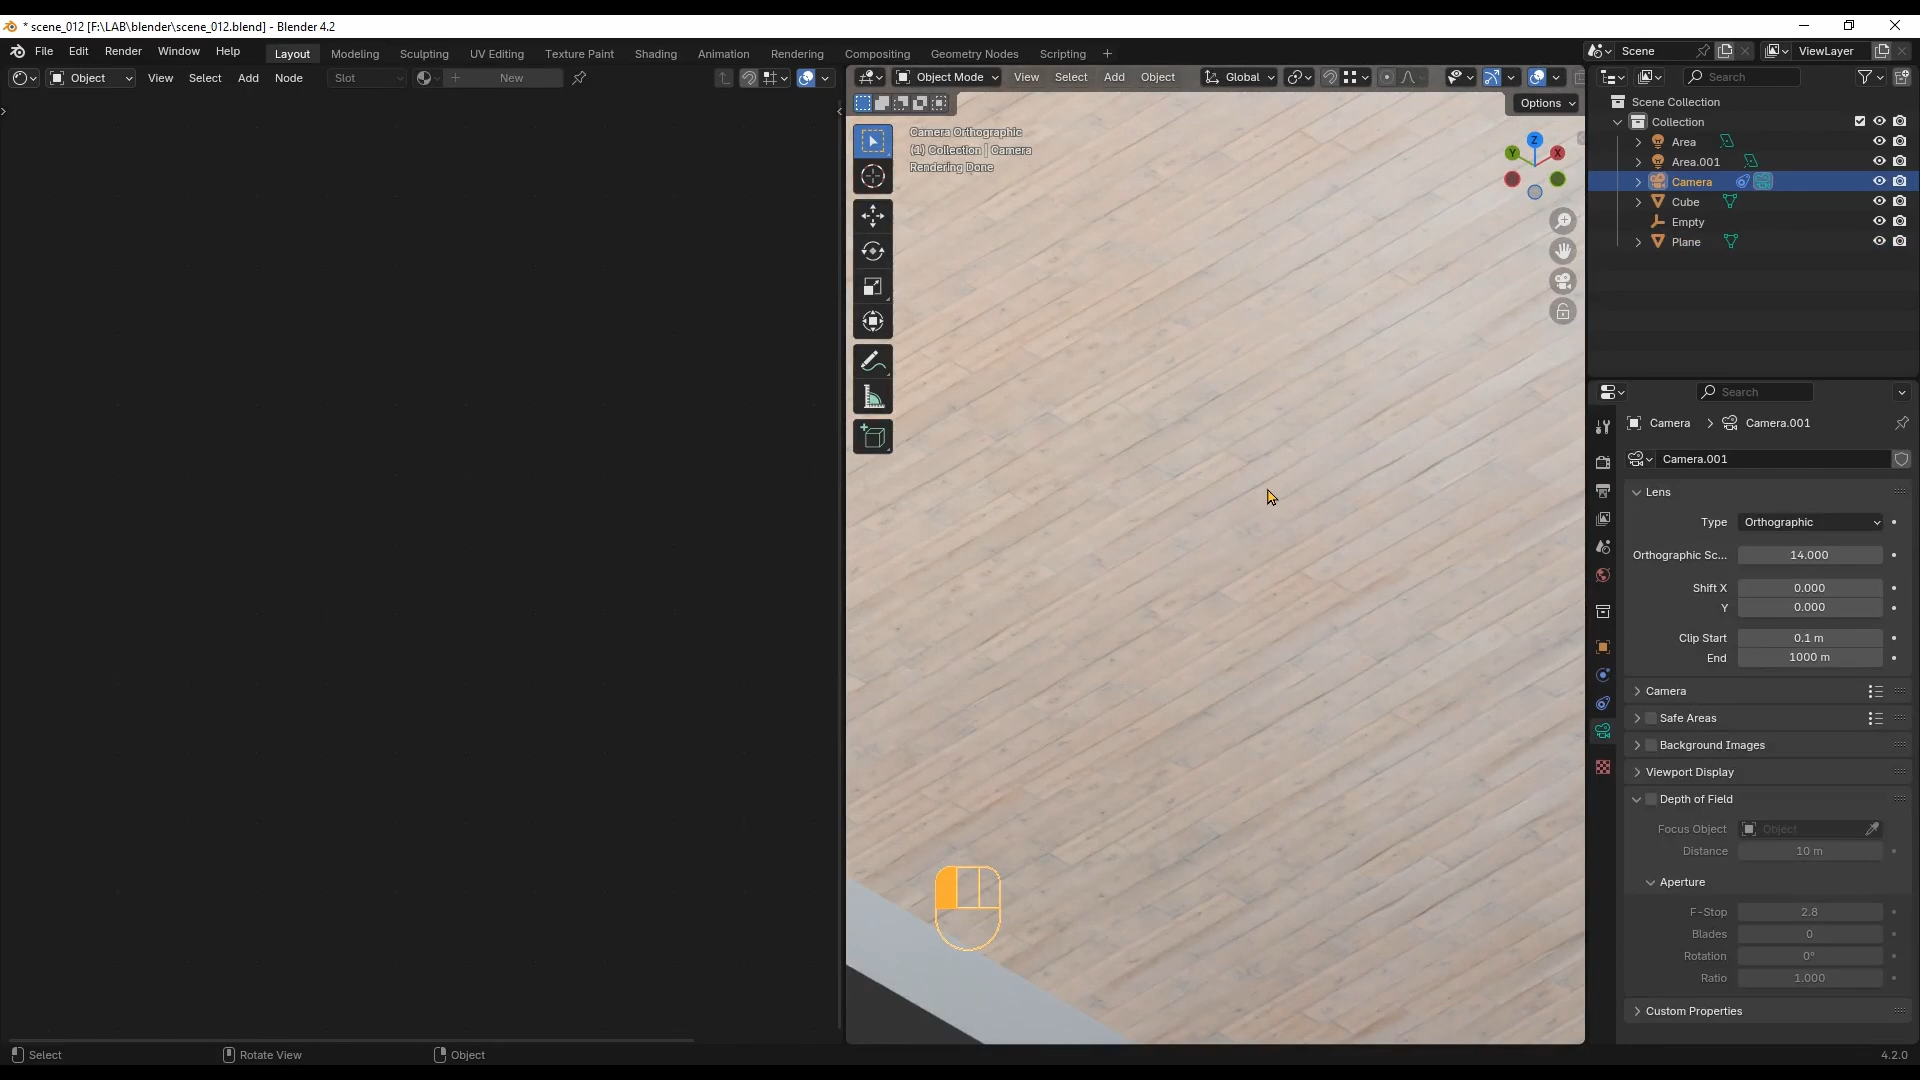 * scene_012 [F:\LAB\blender\scene_012.blend] - Blender 4.2
File Edit Render Window Help
Layout Modeling Sculpting UV Editing Texture Paint Shading Animation Rendering Compositing Geometry Nodes Scripting +
Scene
ViewLayer
Object View Select Add Node Slot New
Object Mode View Select Add Object Global
Options
Camera Orthographic
(1) Collection | Camera
Rendering Done
Z
Y
X
Search
Scene Collection
Collection
Area
Area.001
Camera
Cube
Empty
Plane
Search
Camera > Camera.001
Camera.001
Lens
Type Orthographic
Orthographic Sc... 14.000
Shift X 0.000
Y 0.000
Clip Start 0.1 m
End 1000 m
Camera
Safe Areas
Background Images
Viewport Display
Depth of Field
Focus Object Object
Distance 10 m
Aperture
F-Stop 2.8
Blades 0
Rotation 0°
Ratio 1.000
Custom Properties
Select Rotate View Object 4.2.0